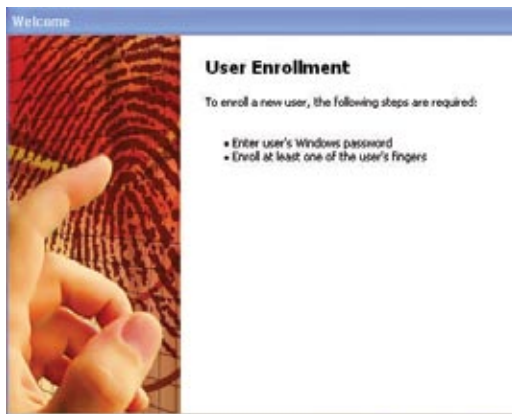 Welcome
User Enrollment
To enroll a new user, the following steps are required:
• Enter user's Windows password
• Enroll at least one of the user's fingers